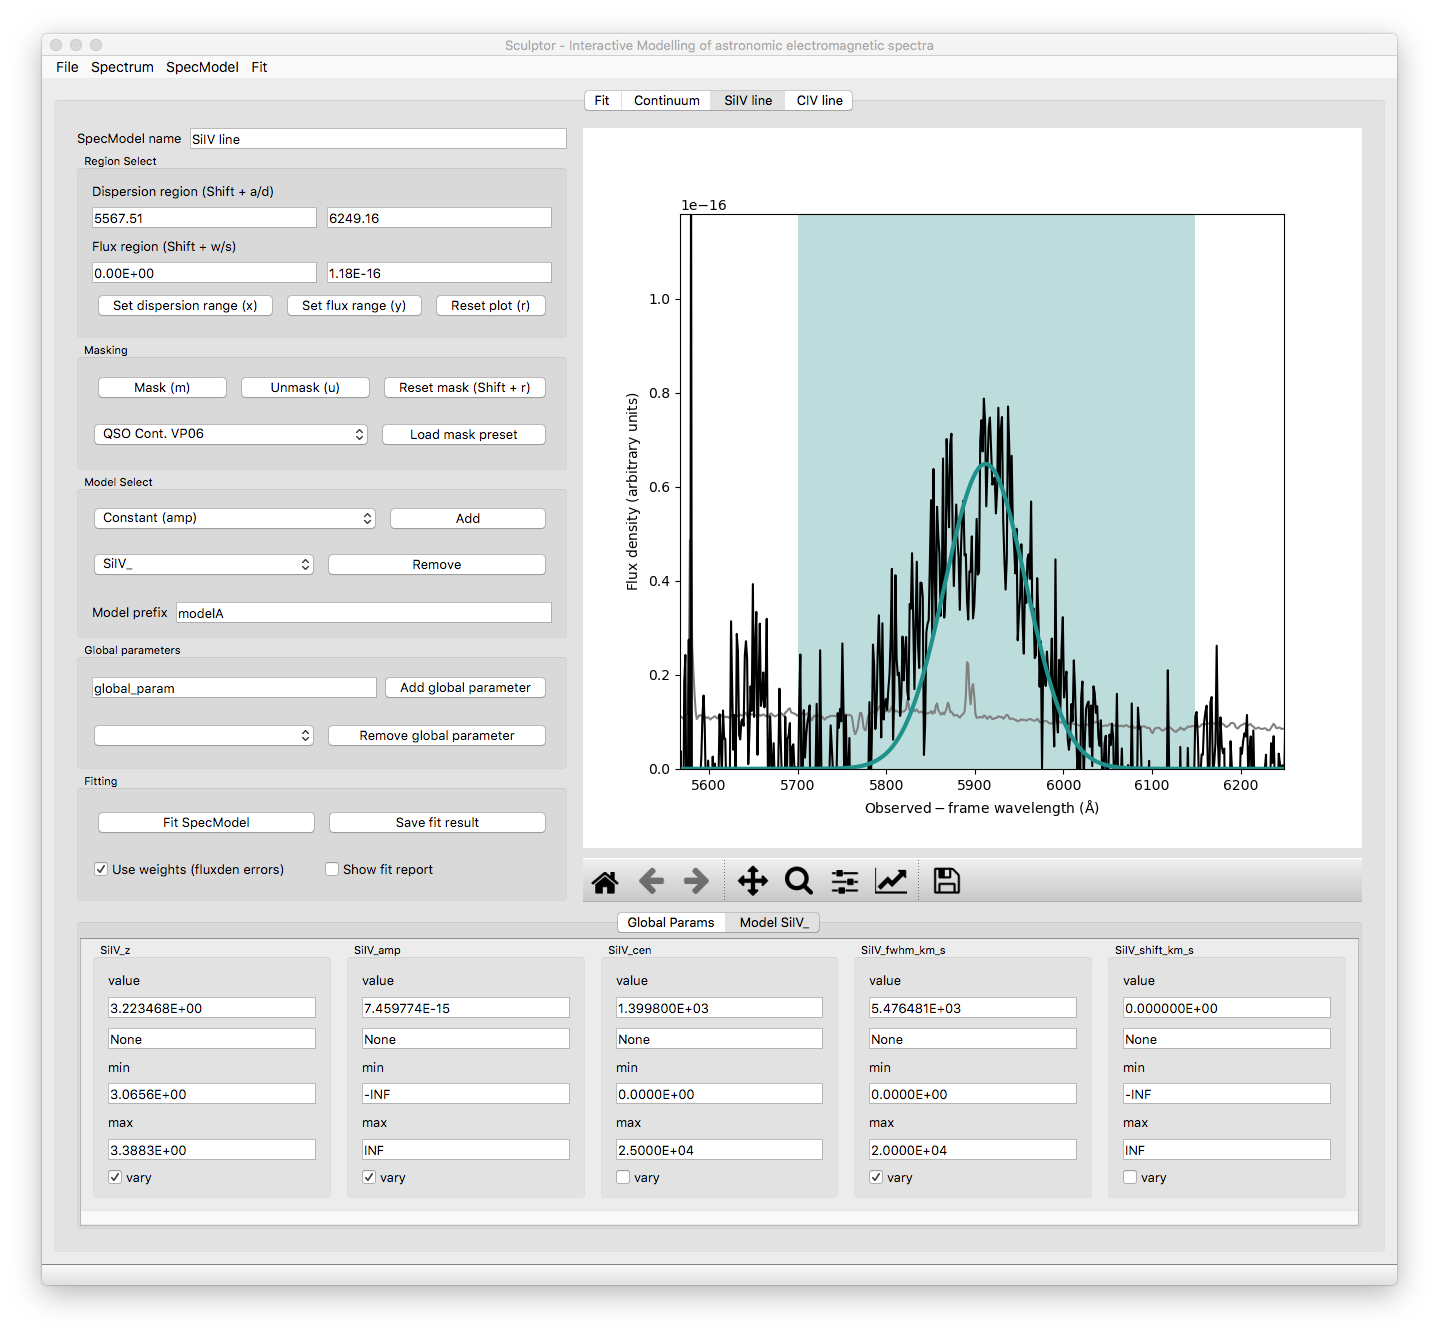 Sculptor - Interactive Modelling of astronomic electromagnetic spectra
File Spectrum SpecModel Fit
Fit Continuum SiIV line CIV line
SpecModel name SiIV line
Region Select
Dispersion region (Shift + a/d)
5567.51 6249.16
Flux region (Shift + w/s)
0.00E+00 1.18E-16
Set dispersion range (x) Set flux range (y) Reset plot (r)
Masking
Mask (m) Unmask (u) Reset mask (Shift + r)
QSO Cont. VP06 Load mask preset
Model Select
Constant (amp) Add
SiIV_ Remove
Model prefix modelA
Global parameters
global_param Add global parameter
Remove global parameter
Fitting
Fit SpecModel Save fit result
Use weights (fluxden errors) Show fit report
1e−16
1.0
0.8
0.6
0.4
0.2
0.0
Flux density (arbitrary units)
5600 5700 5800 5900 6000 6100 6200
Observed−frame wavelength (Å)
Global Params Model SiIV_
SiIV_z
value
3.223468E+00
None
min
3.0656E+00
max
3.3883E+00
vary
SiIV_amp
value
7.459774E-15
None
min
-INF
max
INF
vary
SiIV_cen
value
1.399800E+03
None
min
0.0000E+00
max
2.5000E+04
vary
SiIV_fwhm_km_s
value
5.476481E+03
None
min
0.0000E+00
max
2.0000E+04
vary
SiIV_shift_km_s
value
0.000000E+00
None
min
-INF
max
INF
vary